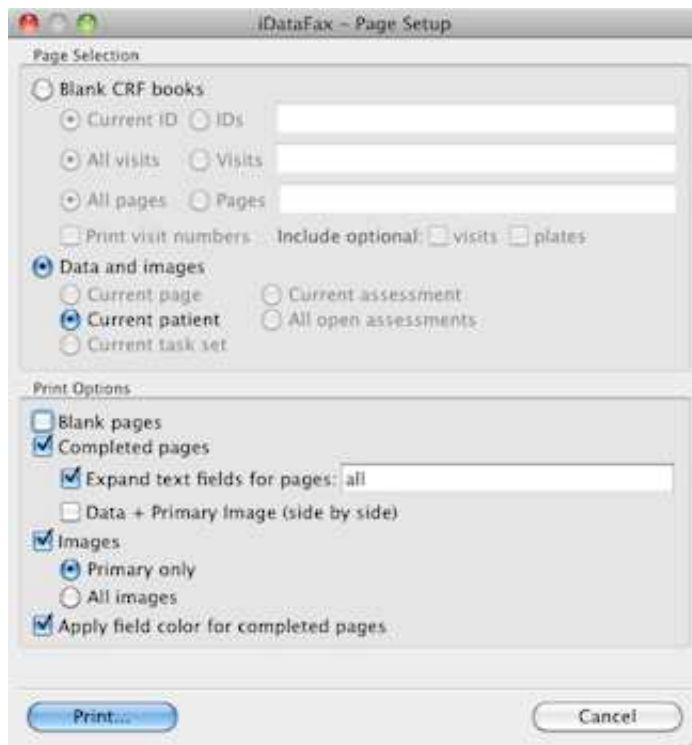 iDataFax – Page Setup
Page Selection
Blank CRF books
Current ID IDs
All visits Visits
All pages Pages
Print visit numbers Include optional: visits plates
Data and images
Current page Current assessment
Current patient All open assessments
Current task set
Print Options
Blank pages
Completed pages
Expand text fields for pages: all
Data + Primary Image (side by side)
Images
Primary only
All images
Apply field color for completed pages
Print... Cancel